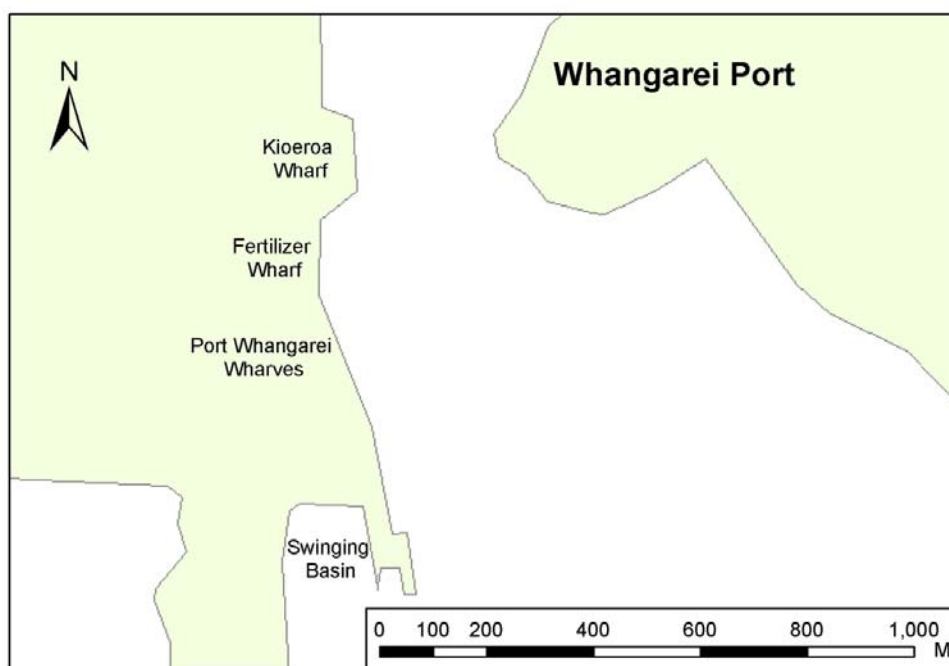 Whangarei Port
N
Kioeroa
Wharf
Fertilizer
Wharf
Port Whangarei
Wharves
Swinging
Basin
0 100 200 400 600 800 1,000
M